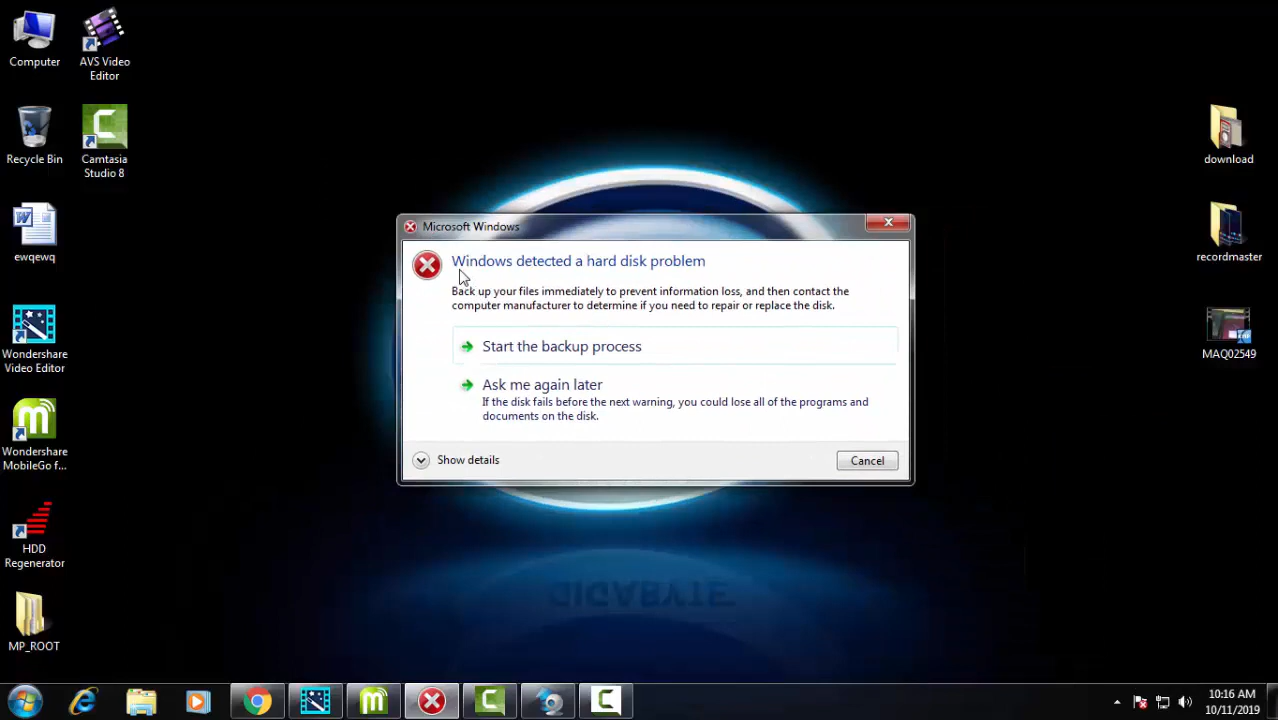 Computer
AVS Video
Editor
Recycle Bin
Camtasia
Studio 8
ewqewq
Wondershare
Video Editor
Wondershare
MobileGo f...
HDD
Regenerator
MP_ROOT
Microsoft Windows
Windows detected a hard disk problem
Back up your files immediately to prevent information loss, and then contact the
computer manufacturer to determine if you need to repair or replace the disk.
Start the backup process
Ask me again later
If the disk fails before the next warning, you could lose all of the programs and
documents on the disk.
Show details
Cancel
GIGABYTE
download
recordmaster
MAQ02549
10:16 AM
10/11/2019